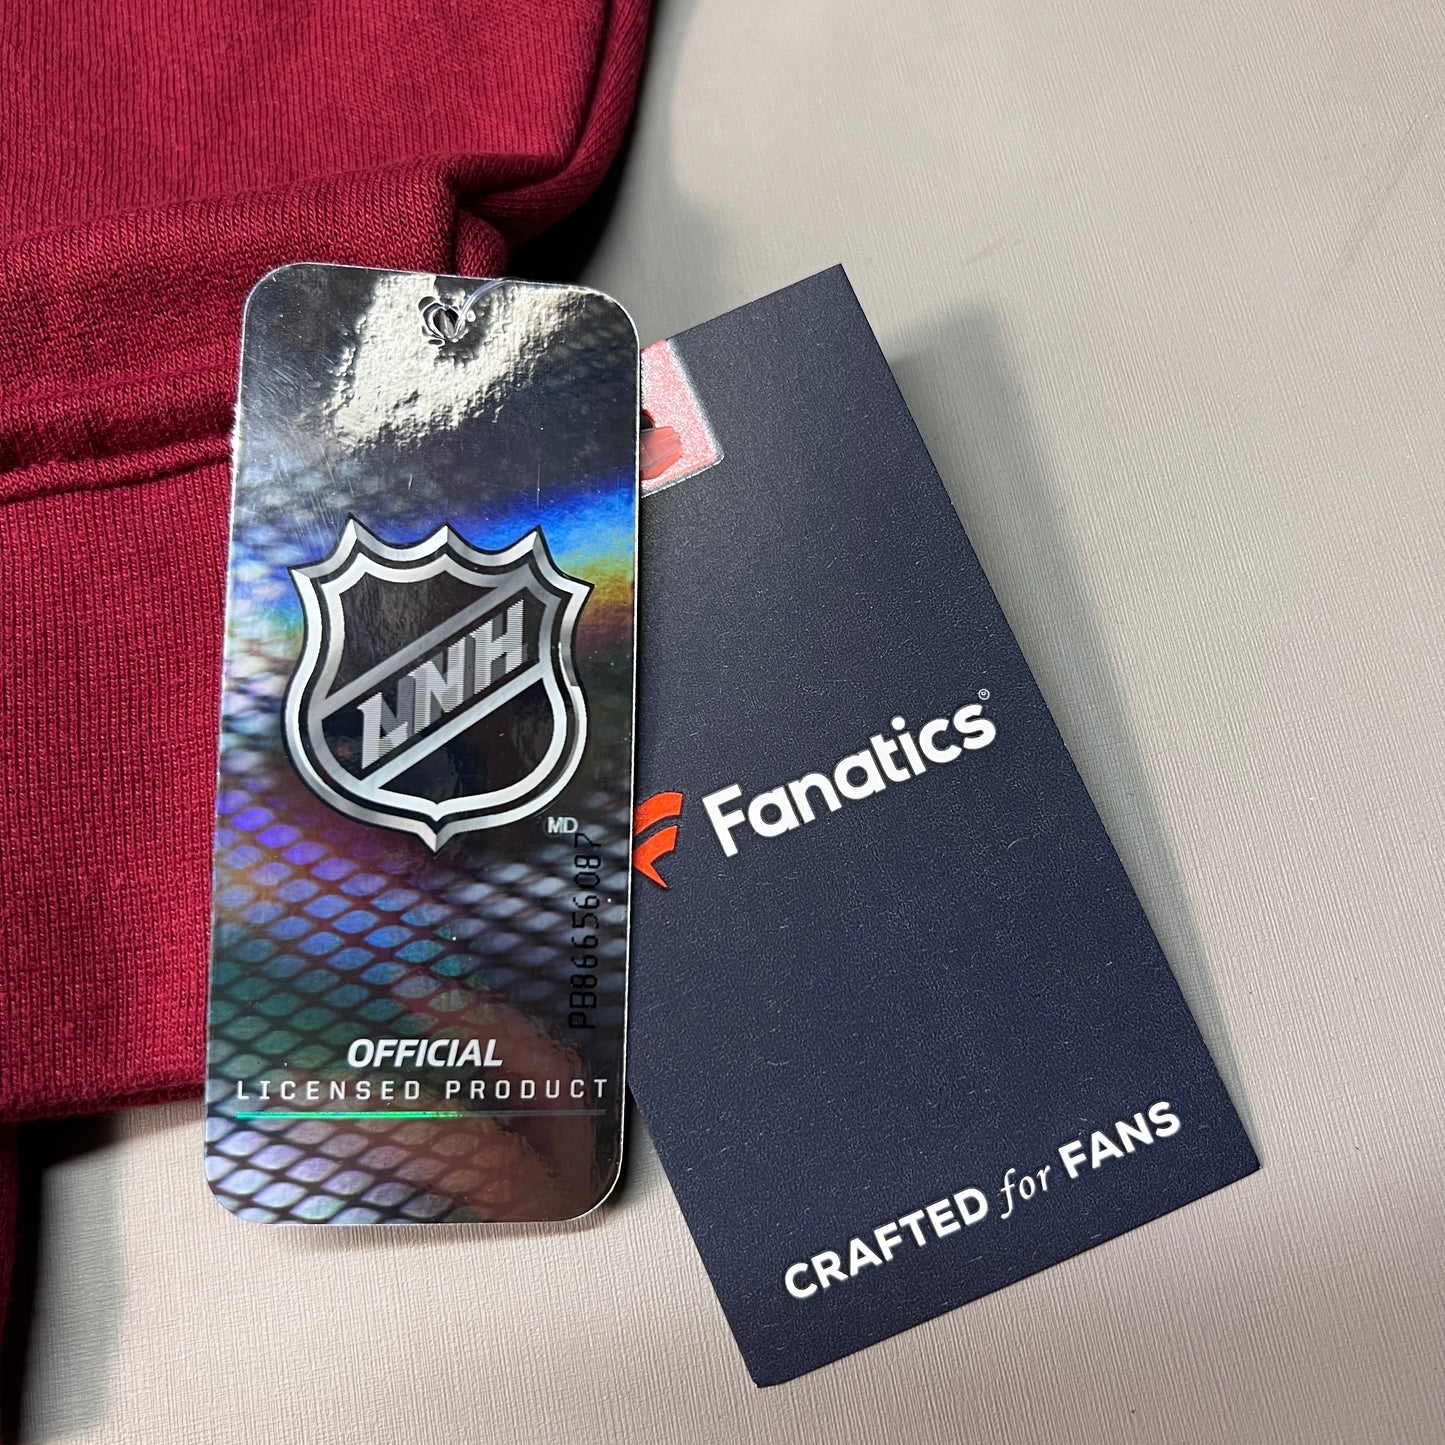 LNH
MD
PB86656087
OFFICIAL
LICENSED PRODUCT
Fanatics
CRAFTED for FANS